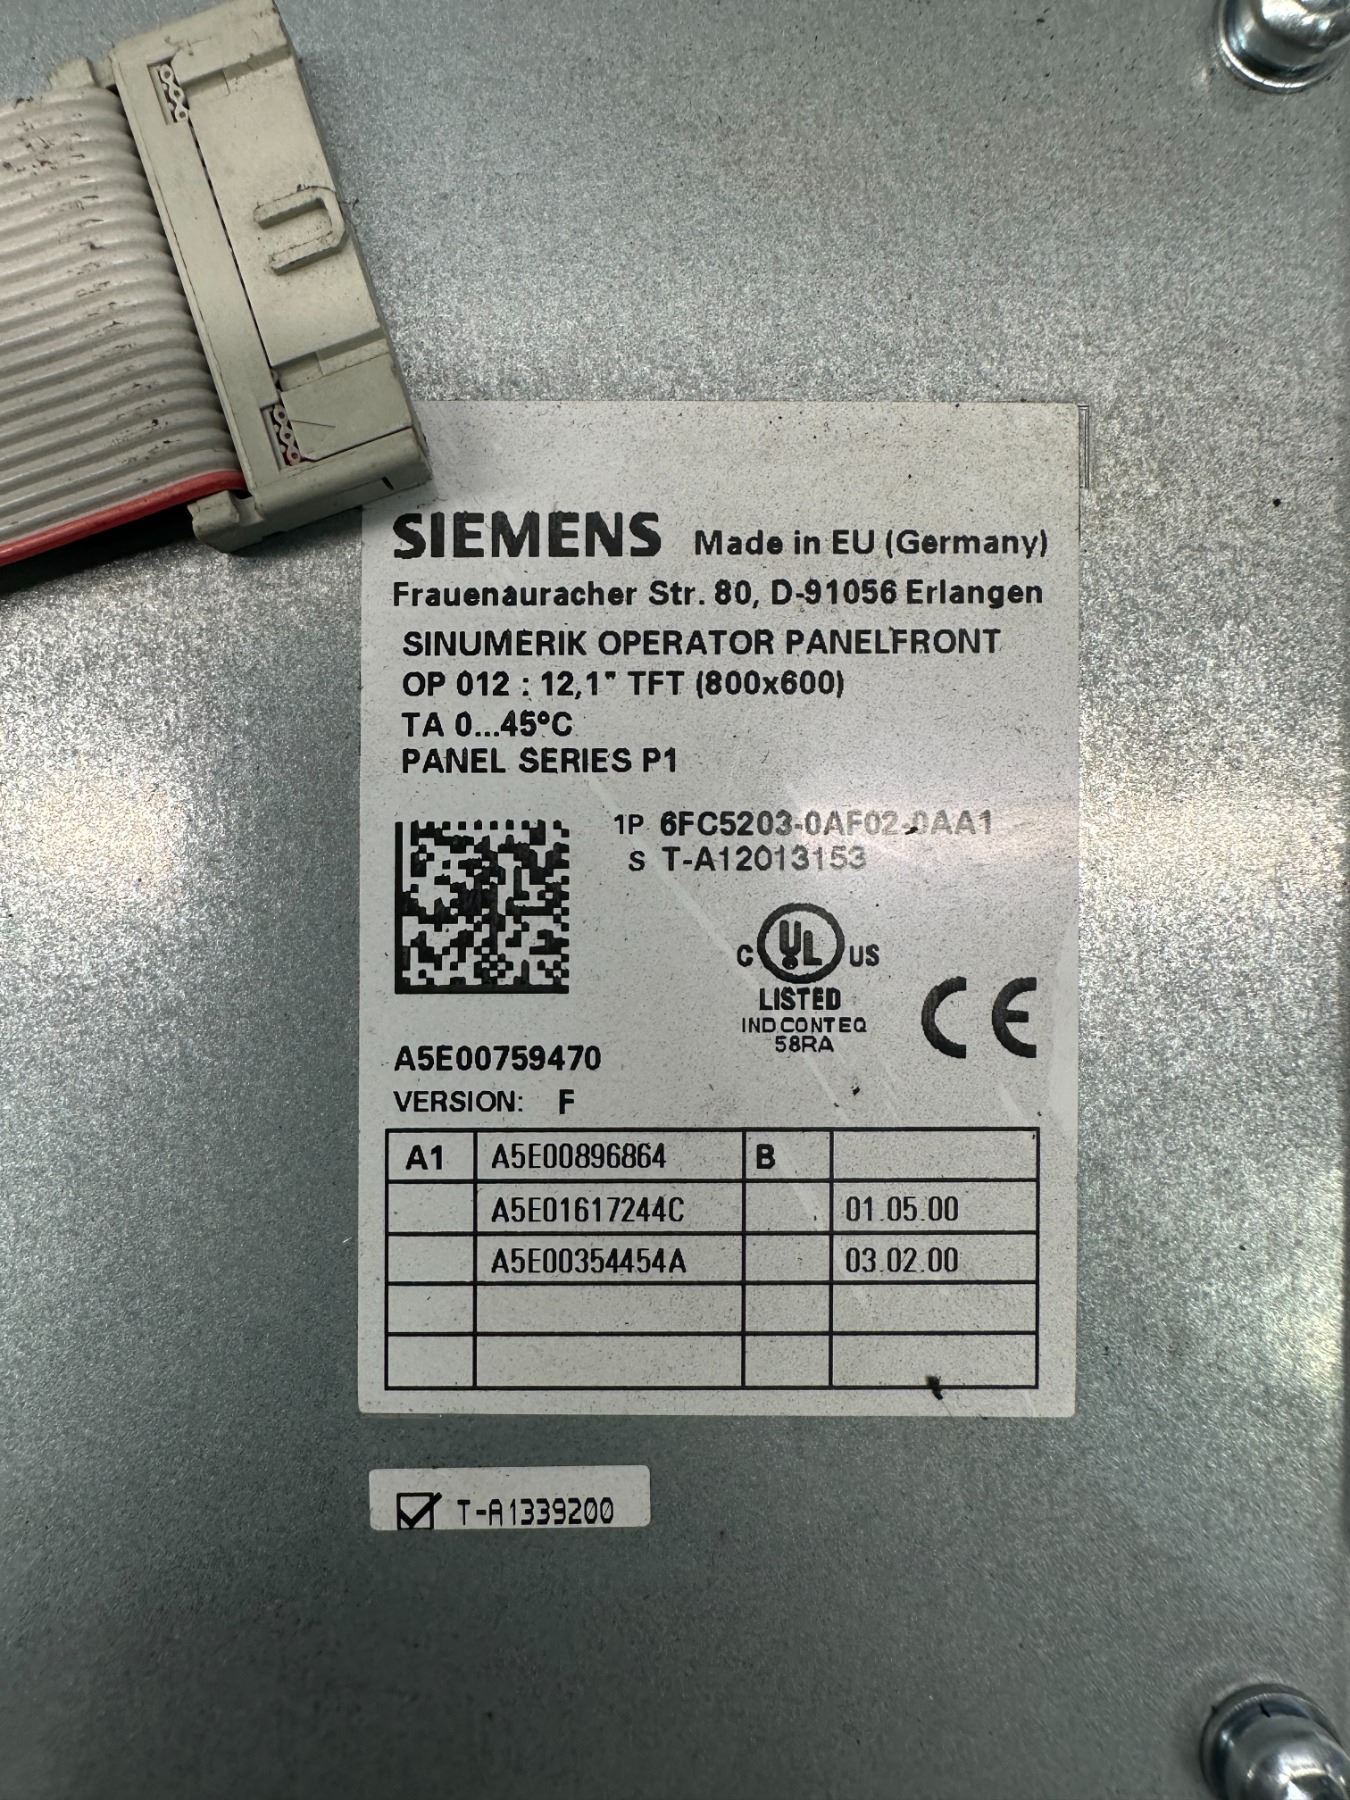 SIEMENS Made in EU (Germany)
Frauenauracher Str. 80, D-91056 Erlangen
SINUMERIK OPERATOR PANELFRONT
OP 012 : 12,1" TFT (800x600)
TA 0...45°C
PANEL SERIES P1
1P 6FC5203-0AF02-0AA1
S T-A12013153
C UL US
LISTED
IND CONT EQ
58RA
CE
A5E00759470
VERSION: F
A1 A5E00896864 B
A5E01617244C 01.05.00
A5E00354454A 03.02.00
T-A1339200